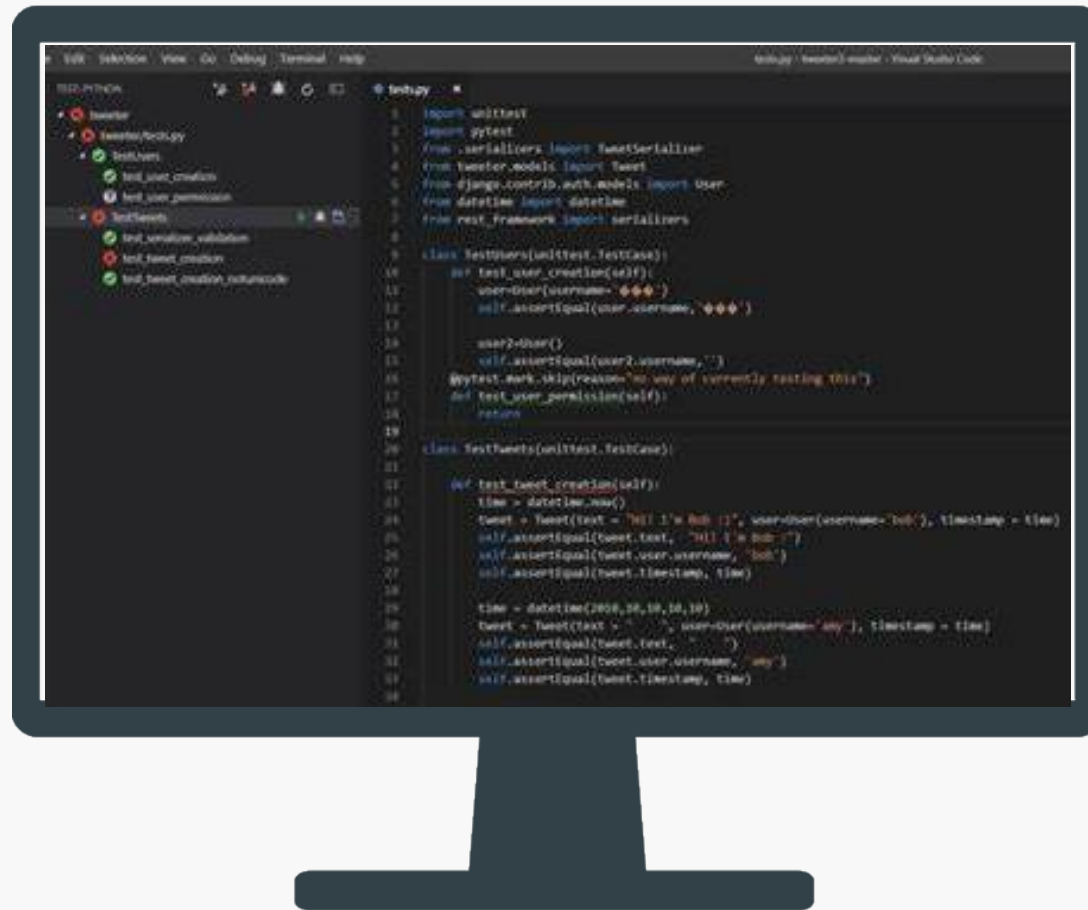 Edit Selection View Go Debug Terminal Help
tests.py - tweeter3-master - Visual Studio Code
TEST: PYTHON
tweeter
tweeter/tests.py
TestUsers
test_user_creation
test_user_permission
TestTweets
test_serializer_validation
test_tweet_creation
test_tweet_creation_notunicode
tests.py
1 import unittest
2 import pytest
3 from .serializers import TweetSerializer
4 from tweeter.models import Tweet
5 from django.contrib.auth.models import User
6 from datetime import datetime
7 from rest_framework import serializers
8
9 class TestUsers(unittest.TestCase):
10 def test_user_creation(self):
11 user=User(username='���')
12 self.assertEqual(user.username,'���')
13
14 user2=User()
15 self.assertEqual(user2.username,'')
16 @pytest.mark.skip(reason="no way of currently testing this")
17 def test_user_permission(self):
18 return
19
20 class TestTweets(unittest.TestCase):
21
22 def test_tweet_creation(self):
23 time = datetime.now()
24 tweet = Tweet(text = "Hi! I'm Bob :)", user=User(username='bob'), timestamp = time)
25 self.assertEqual(tweet.text, "Hi! I'm Bob :")
26 self.assertEqual(tweet.user.username, 'bob')
27 self.assertEqual(tweet.timestamp, time)
28
29 time = datetime(2010,10,10,10,10)
30 tweet = Tweet(text = " ", user=User(username='amy'), timestamp = time)
31 self.assertEqual(tweet.text, " ")
32 self.assertEqual(tweet.user.username, 'amy')
33 self.assertEqual(tweet.timestamp, time)
34